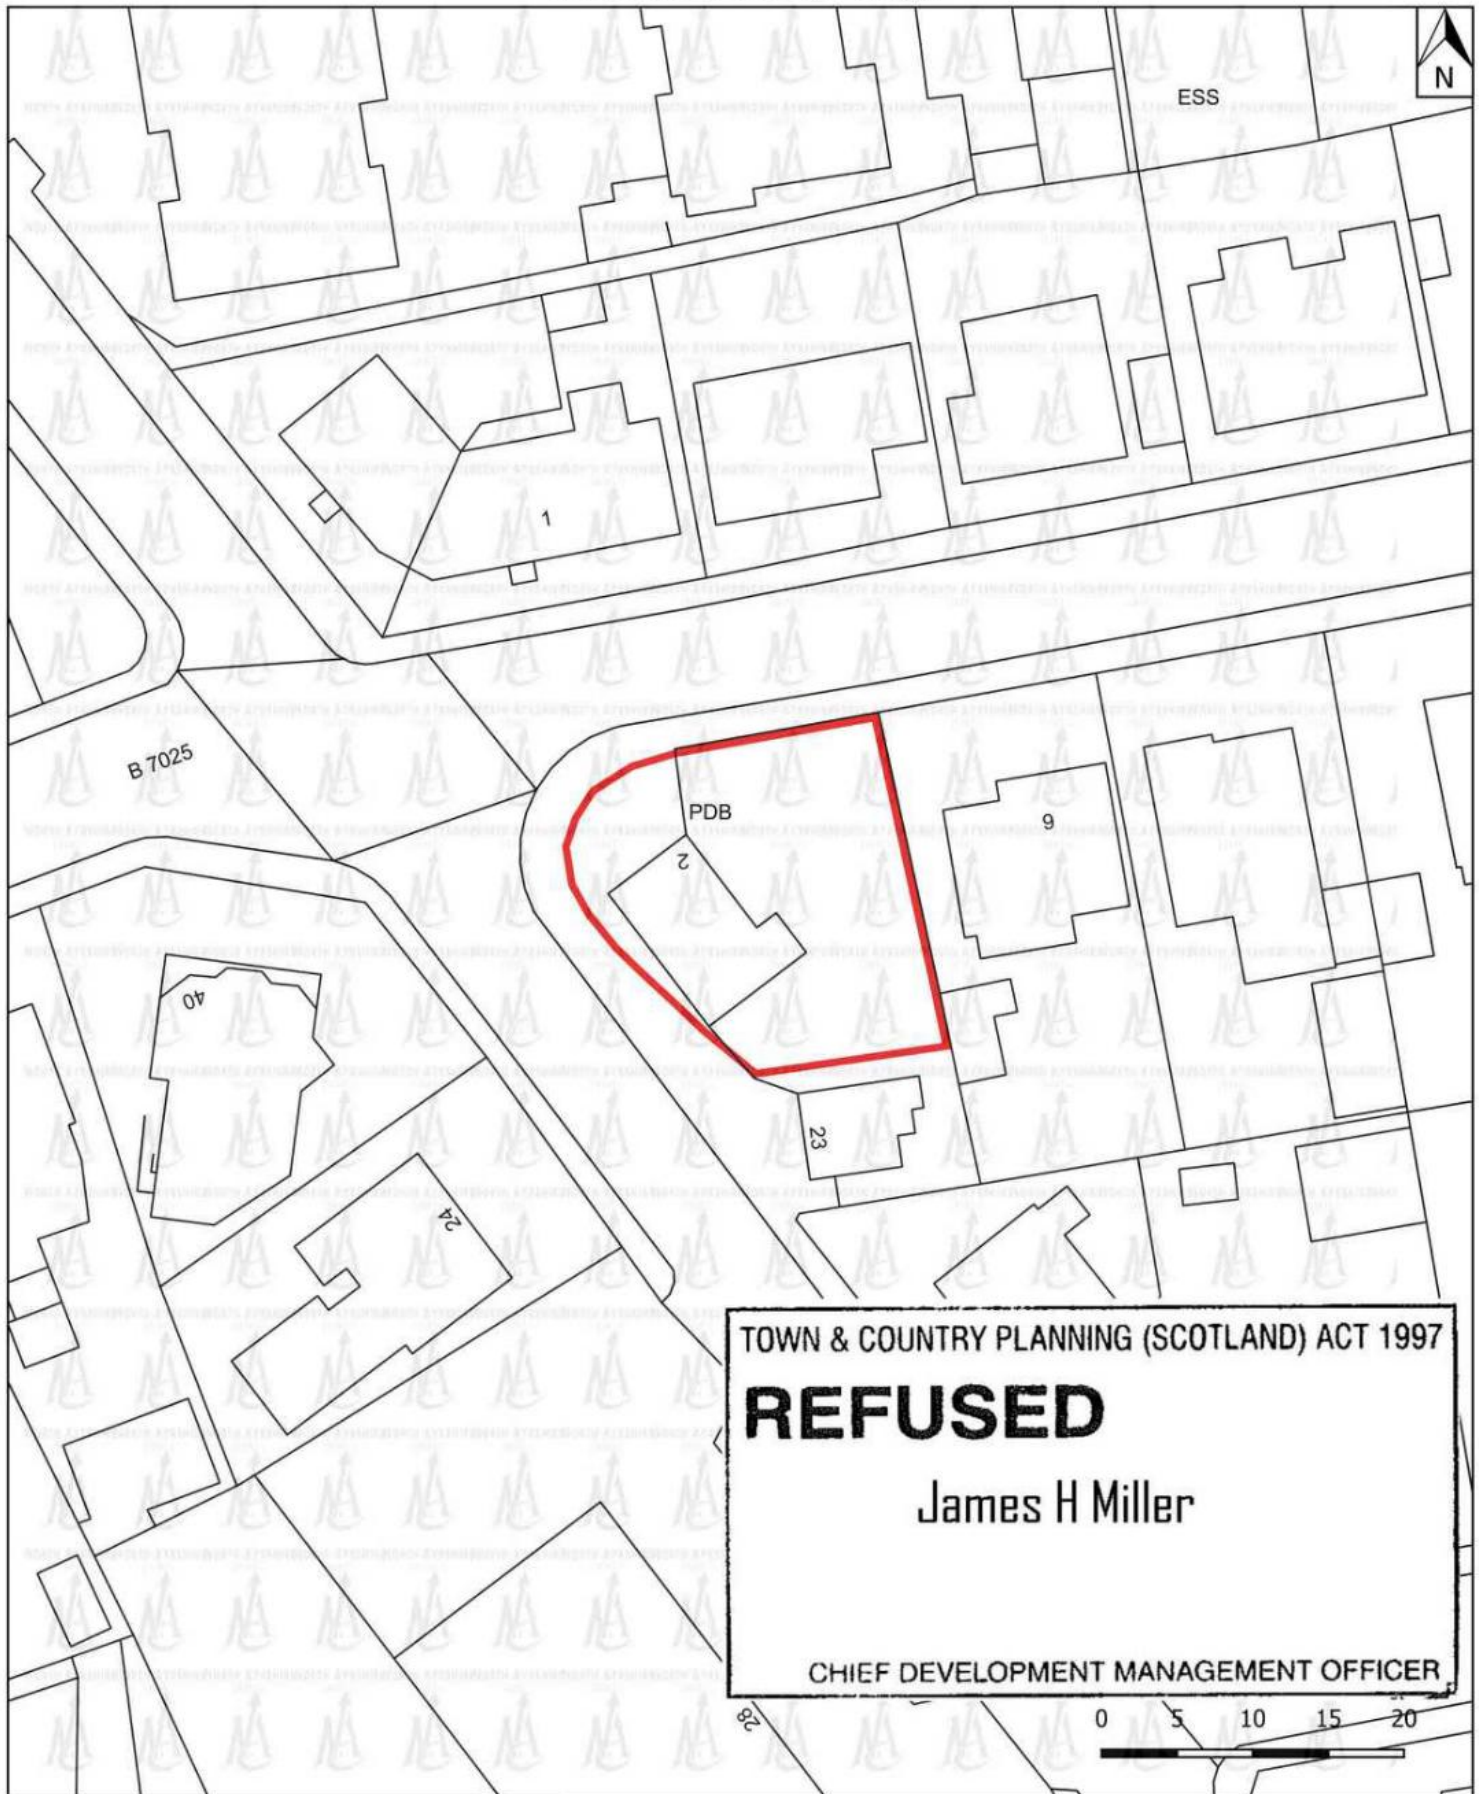 N
ESS
1
B 7025
PDB
2
9
40
23
24
TOWN & COUNTRY PLANNING (SCOTLAND) ACT 1997
REFUSED
James H Miller
CHIEF DEVELOPMENT MANAGEMENT OFFICER
28
0 5 10 15 20